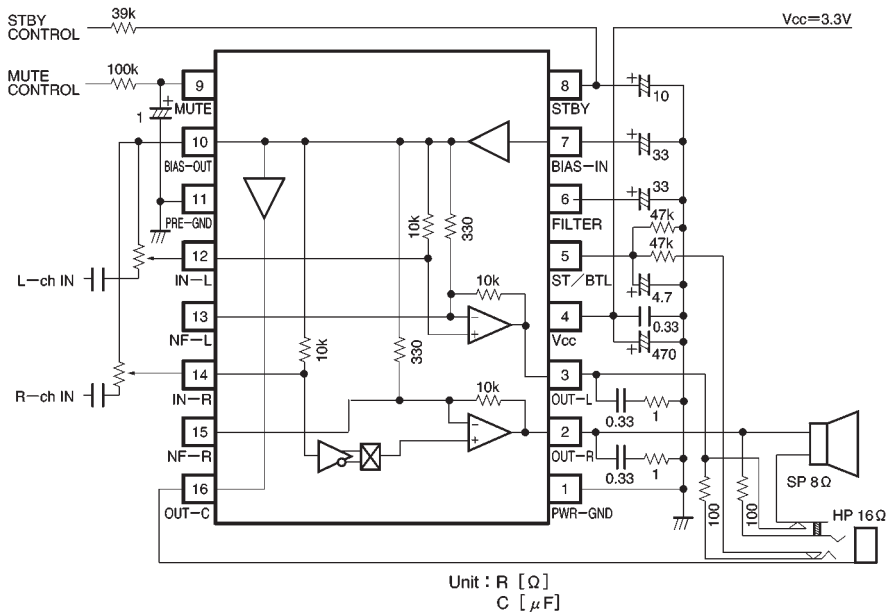 STBY CONTROL
39k
Vcc=3.3V
MUTE CONTROL
100k
1
9
MUTE
10
BIAS-OUT
11
PRE-GND
12
IN-L
L-ch IN
13
NF-L
14
IN-R
R-ch IN
15
NF-R
16
OUT-C
10k
330
10k
10k
330
10k
-
+
-
+
8
STBY
10
+
7
BIAS-IN
33
+
6
FILTER
33
+
5
ST/BTL
47k
47k
4.7
+
4
Vcc
0.33
470
+
3
OUT-L
0.33
1
2
OUT-R
0.33
1
1
PWR-GND
100
100
SP 8Ω
HP 16Ω
+
Unit : R [Ω]
C [μF]